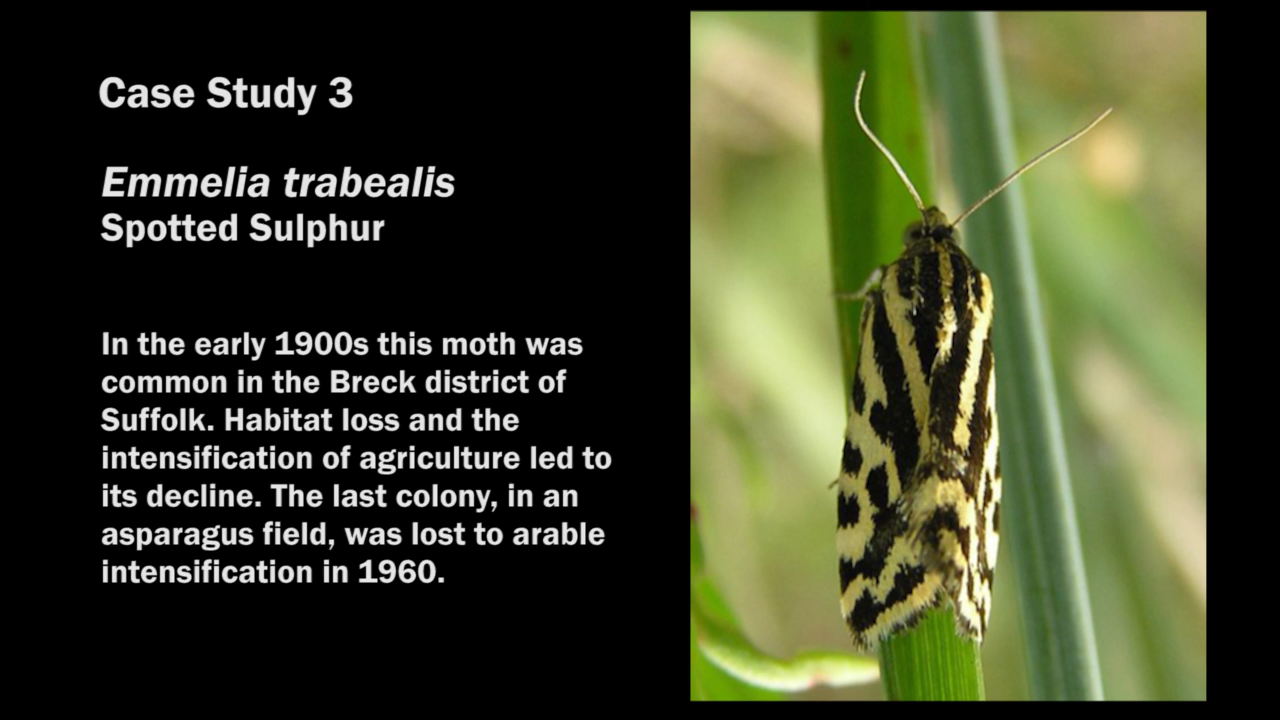 Case Study 3
Emmelia trabealis
Spotted Sulphur
In the early 1900s this moth was
common in the Breck district of
Suffolk. Habitat loss and the
intensification of agriculture led to
its decline. The last colony, in an
asparagus field, was lost to arable
intensification in 1960.